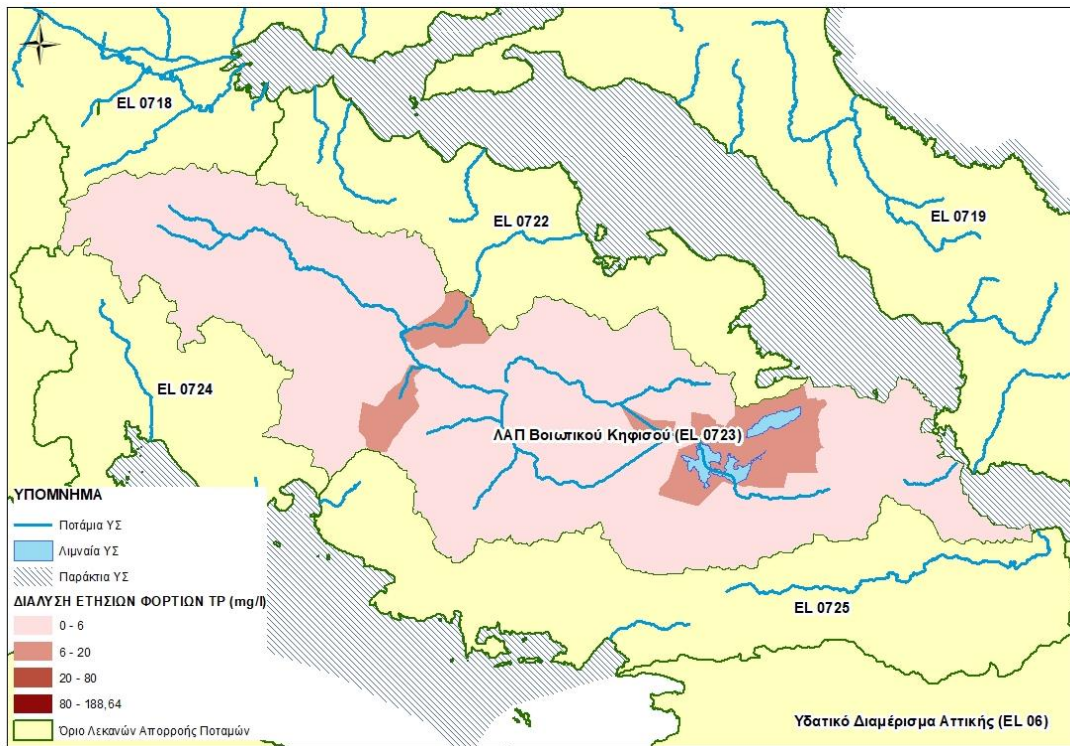 EL 0718
EL 0722
EL 0719
EL 0724
ΛΑΠ Βοιωτικού Κηφισού (EL 0723)
EL 0725
Υδατικό Διαμέρισμα Αττικής (EL 06)
ΥΠΟΜΝΗΜΑ
Ποτάμια ΥΣ
Λιμναία ΥΣ
Παράκτια ΥΣ
ΔΙΑΛΥΣΗ ΕΤΗΣΙΩΝ ΦΟΡΤΙΩΝ TP (mg/l)
0 - 6
6 - 20
20 - 80
80 - 188,64
Όριο Λεκανών Απορροής Ποταμών